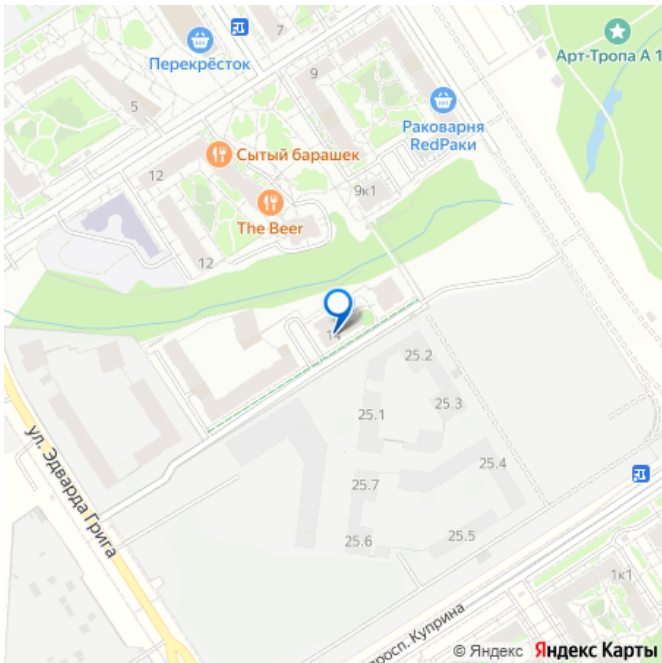 7
Перекрёсток
Арт-Тропа А 1
9
5
Раковарня
RedРаки
Сытый барашек
12
9к1
The Beer
12
14
25.2
25.3
25.1
ул. Эдварда Грига
25.4
25.7
25.5
25.6
1к1
просп. Куприна
© Яндекс Яндекс Карты